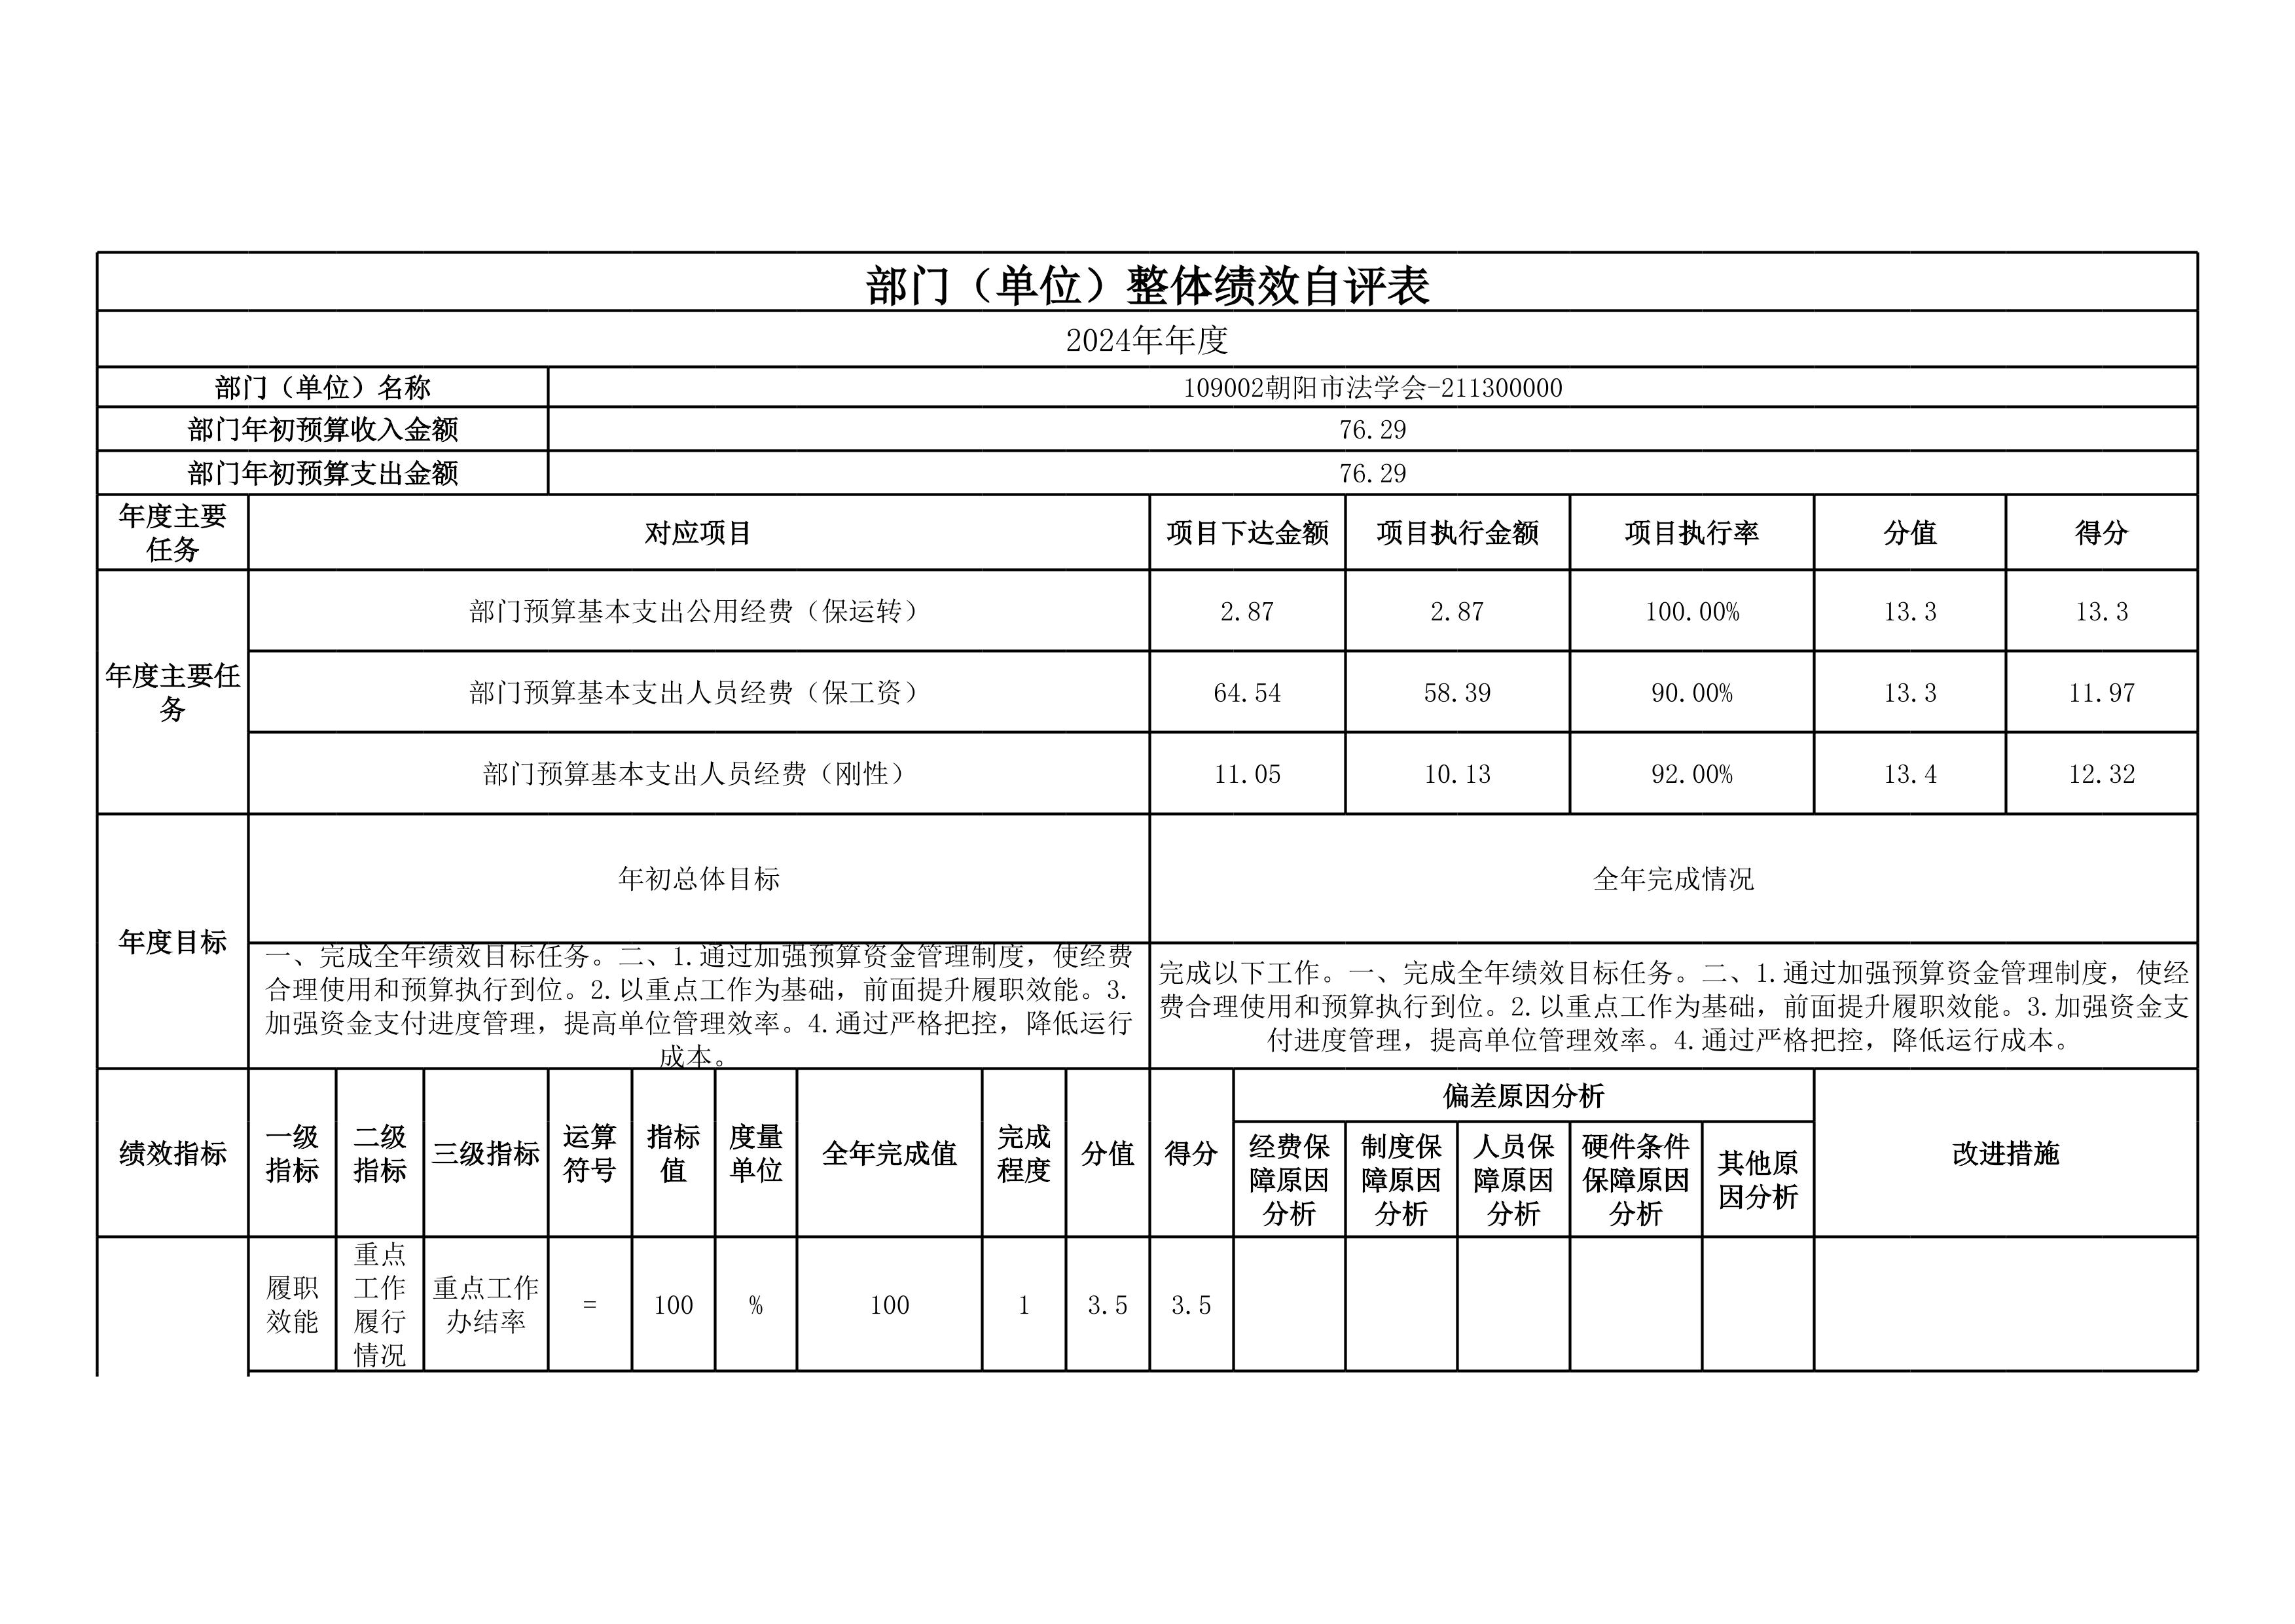 部门（单位）整体绩效自评表
2024年年度
部门（单位）名称
109002朝阳市法学会-211300000
部门年初预算收入金额
76.29
部门年初预算支出金额
76.29
年度主要
任务
对应项目
项目下达金额
项目执行金额
项目执行率
分值
得分
年度主要任
务
部门预算基本支出公用经费（保运转）
2.87
2.87
100.00%
13.3
13.3
部门预算基本支出人员经费（保工资）
64.54
58.39
90.00%
13.3
11.97
部门预算基本支出人员经费（刚性）
11.05
10.13
92.00%
13.4
12.32
年度目标
年初总体目标
全年完成情况
一、完成全年绩效目标任务。二、1.通过加强预算资金管理制度，使经费
合理使用和预算执行到位。2.以重点工作为基础，前面提升履职效能。3.
加强资金支付进度管理，提高单位管理效率。4.通过严格把控，降低运行
成本。
完成以下工作。一、完成全年绩效目标任务。二、1.通过加强预算资金管理制度，使经
费合理使用和预算执行到位。2.以重点工作为基础，前面提升履职效能。3.加强资金支
付进度管理，提高单位管理效率。4.通过严格把控，降低运行成本。
绩效指标
一级
指标
二级
指标
三级指标
运算
符号
指标
值
度量
单位
全年完成值
完成
程度
分值
得分
偏差原因分析
经费保
障原因
分析
制度保
障原因
分析
人员保
障原因
分析
硬件条件
保障原因
分析
其他原
因分析
改进措施
履职
效能
重点
工作
履行
情况
重点工作
办结率
=
100
%
100
1
3.5
3.5